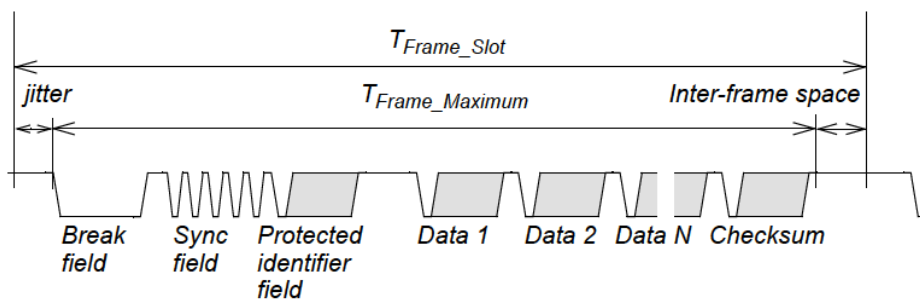 TFrame_Slot
jitter
TFrame_Maximum
Inter-frame space
Break
field
Sync
field
Protected
identifier
field
Data 1
Data 2
Data N
Checksum